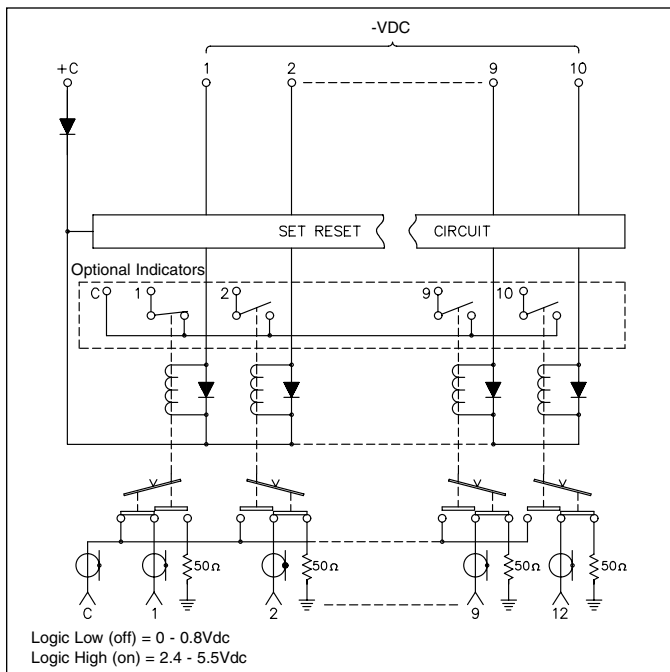 -VDC
+C 1 2 9 10
SET RESET CIRCUIT
Optional Indicators
C 1 2 9 10
50Ω 50Ω 50Ω 50Ω
C 1 2 9 12
Logic Low (off) = 0 - 0.8Vdc
Logic High (on) = 2.4 - 5.5Vdc